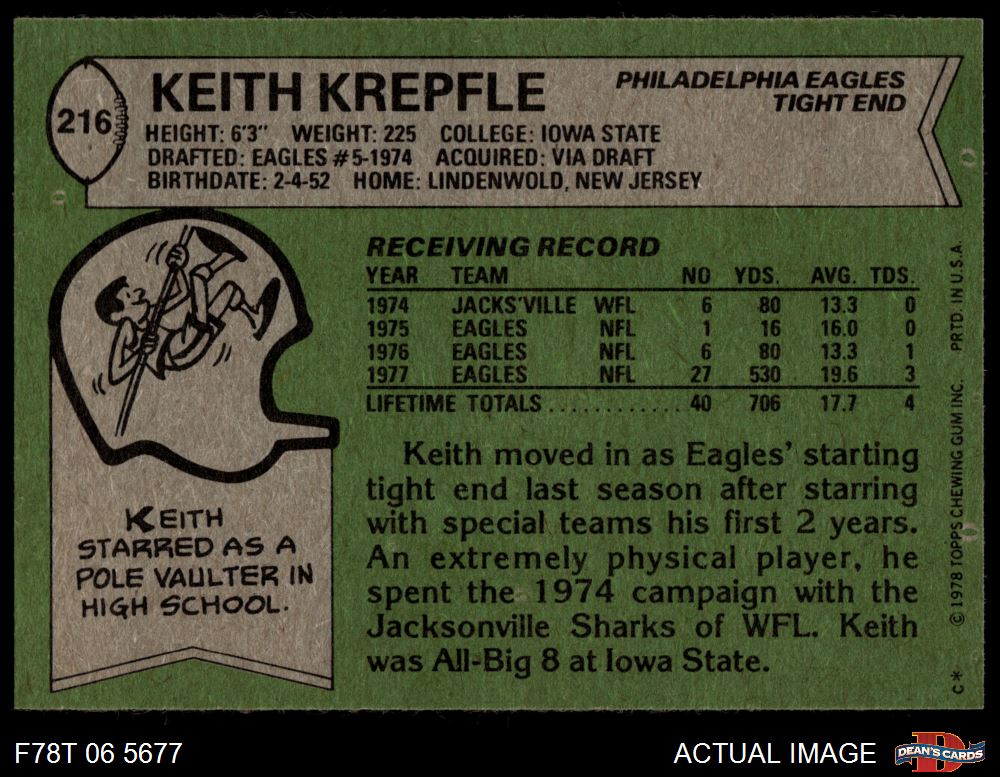 216
KEITH KREPFLE
PHILADELPHIA EAGLES
TIGHT END
HEIGHT: 6'3" WEIGHT: 225 COLLEGE: IOWA STATE
DRAFTED: EAGLES #5-1974 ACQUIRED: VIA DRAFT
BIRTHDATE: 2-4-52 HOME: LINDENWOLD, NEW JERSEY
RECEIVING RECORD
YEAR TEAM NO YDS. AVG. TDS.
1974 JACKS'VILLE WFL 6 80 13.3 0
1975 EAGLES NFL 1 16 16.0 0
1976 EAGLES NFL 6 80 13.3 1
1977 EAGLES NFL 27 530 19.6 3
LIFETIME TOTALS ............ 40 706 17.7 4
Keith moved in as Eagles' starting
tight end last season after starring
with special teams his first 2 years.
An extremely physical player, he
spent the 1974 campaign with the
Jacksonville Sharks of WFL. Keith
was All-Big 8 at Iowa State.
KEITH
STARRED AS A
POLE VAULTER IN
HIGH SCHOOL.
C* © 1978 TOPPS CHEWING GUM INC. PRTD. IN U.S.A.
F78T 06 5677
ACTUAL IMAGE
D
DEAN'S CARDS